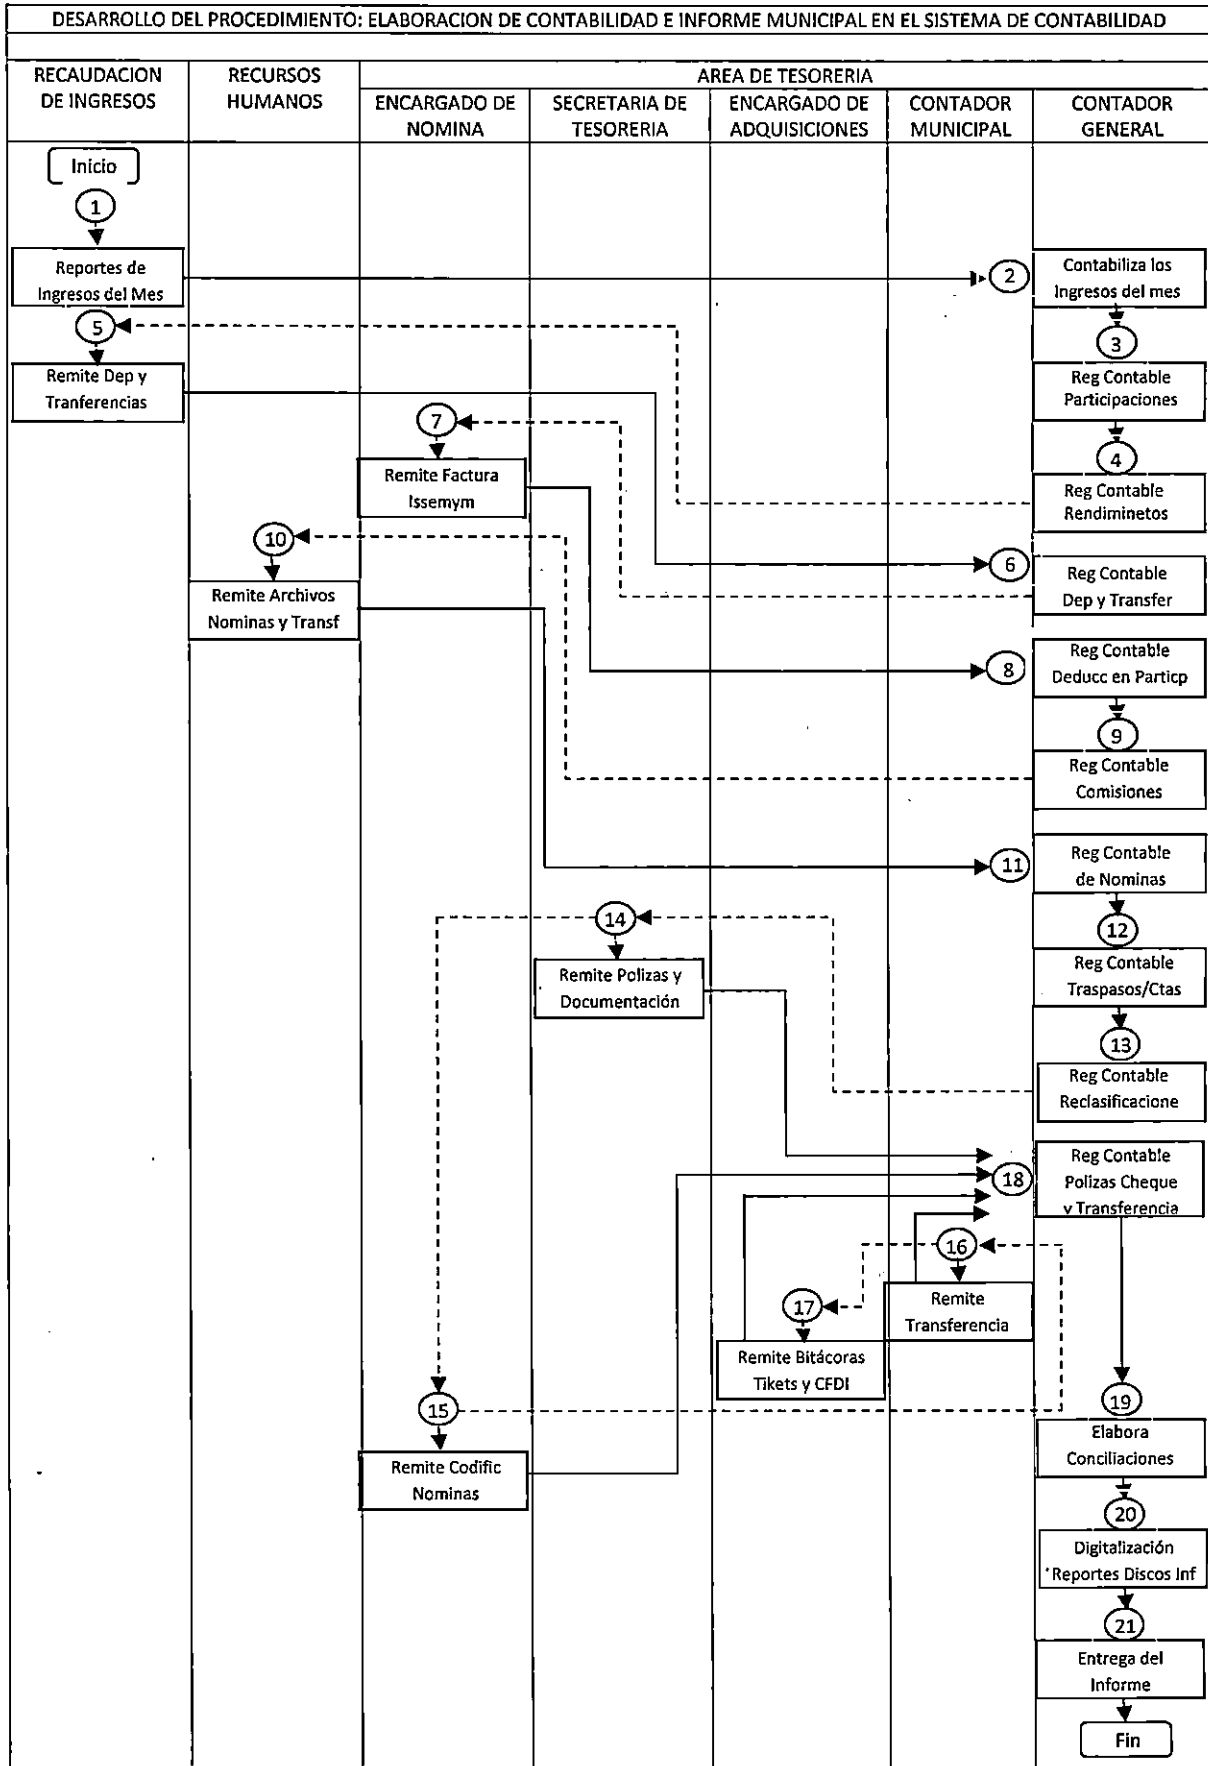 DESARROLLO DEL PROCEDIMIENTO: ELABORACION DE CONTABILIDAD E INFORME MUNICIPAL EN EL SISTEMA DE CONTABILIDAD
RECAUDACION
DE INGRESOS
RECURSOS
HUMANOS
AREA DE TESORERIA
ENCARGADO DE
NOMINA
SECRETARIA DE
TESORERIA
ENCARGADO DE
ADQUISICIONES
CONTADOR
MUNICIPAL
CONTADOR
GENERAL
Inicio
1
Reportes de
Ingresos del Mes
2
Contabiliza los
Ingresos del mes
3
Reg Contable
Participaciones
4
Reg Contable
Rendiminetos
5
Remite Dep y
Tranferencias
6
Reg Contable
Dep y Transfer
7
Remite Factura
Issemym
8
Reg Contable
Deducc en Particp
9
Reg Contable
Comisiones
10
Remite Archivos
Nominas y Transf
11
Reg Contable
de Nominas
12
Reg Contable
Traspasos/Ctas
13
Reg Contable
Reclasificacione
14
Remite Polizas y
Documentación
15
Remite Codific
Nominas
16
Remite
Transferencia
17
Remite Bitácoras
Tikets y CFDI
18
Reg Contable
Polizas Cheque
y Transferencia
19
Elabora
Conciliaciones
20
Digitalización
Reportes Discos Inf
21
Entrega del
Informe
Fin